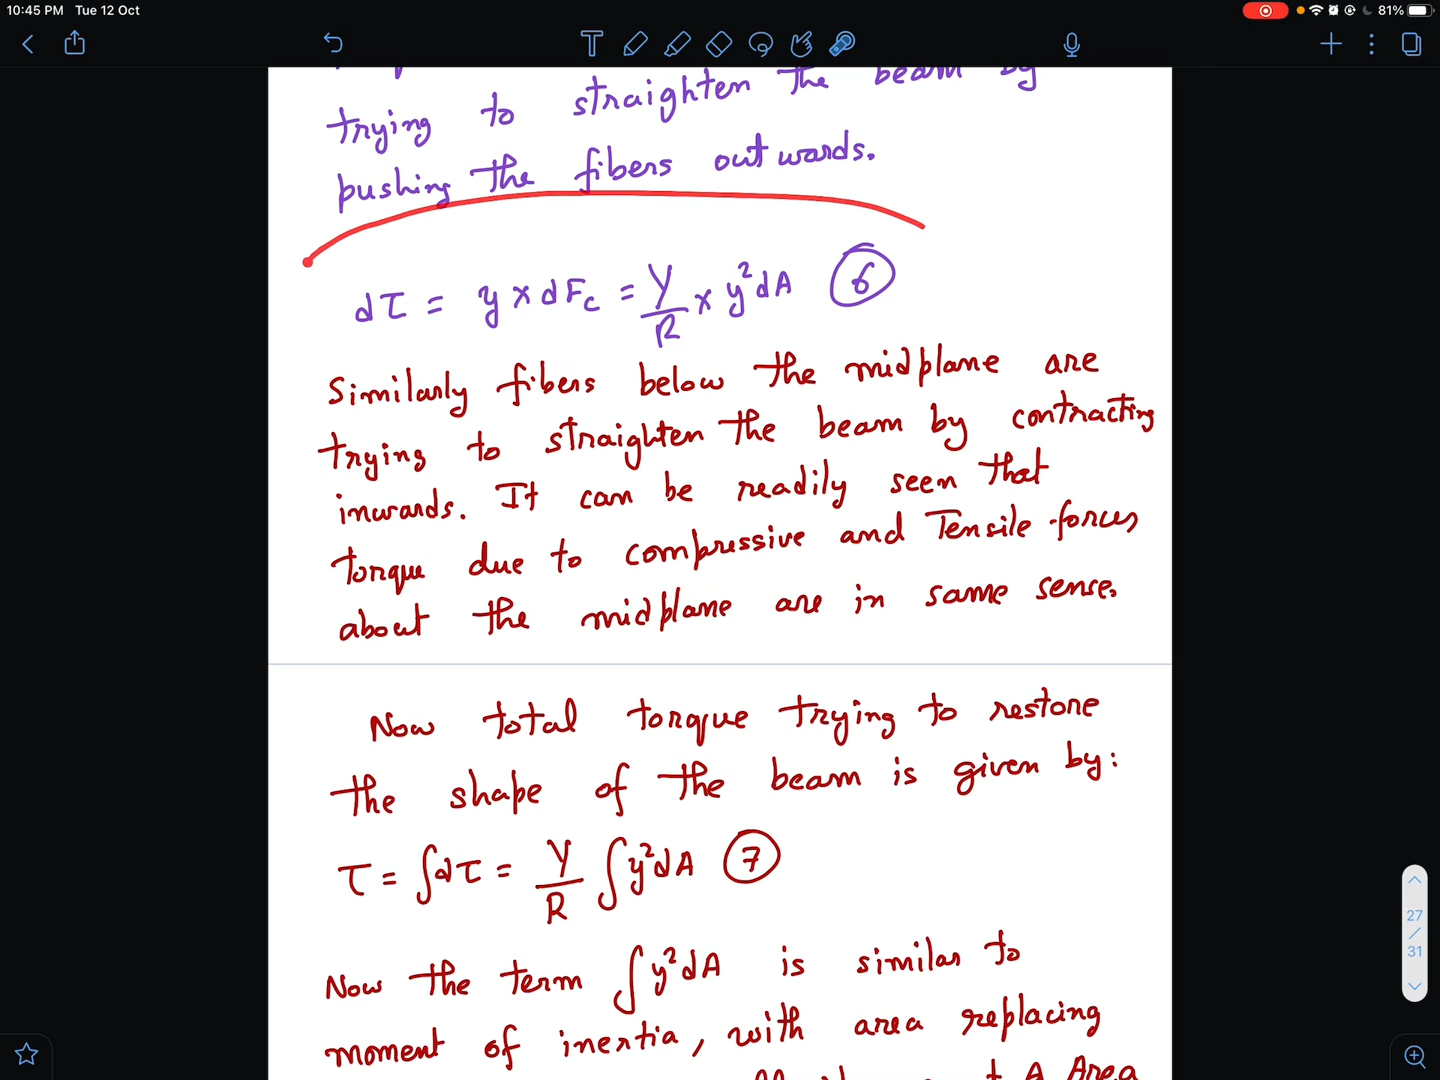 10:45 PM Tue 12 Oct
81%
trying to straighten the beam by
pushing the fibers outwards.
dτ = y × dFc = Y/R × y²dA ⑥
Similarly fibers below the midplane are
trying to straighten the beam by contracting
inwards. It can be readily seen that
torque due to compressive and Tensile forces
about the midplane are in same sense.
Now total torque trying to restore
the shape of the beam is given by:
τ = ∫dτ = Y/R ∫y²dA ⑦
Now the term ∫y²dA is similar to
moment of inertia, with area replacing
A Area
27
/
31